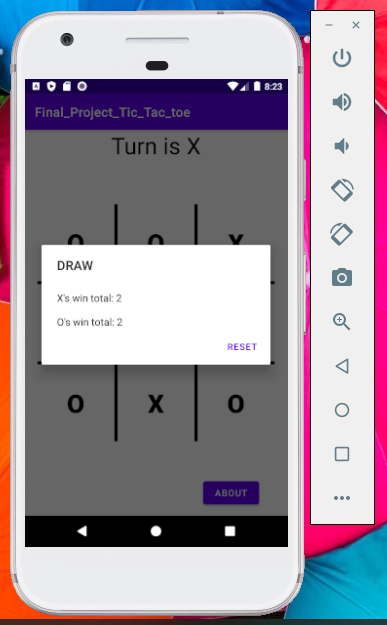 8:23
Final_Project_Tic_Tac_toe
Turn is X
O O X
DRAW
X's win total: 2
O's win total: 2
RESET
O X O
ABOUT